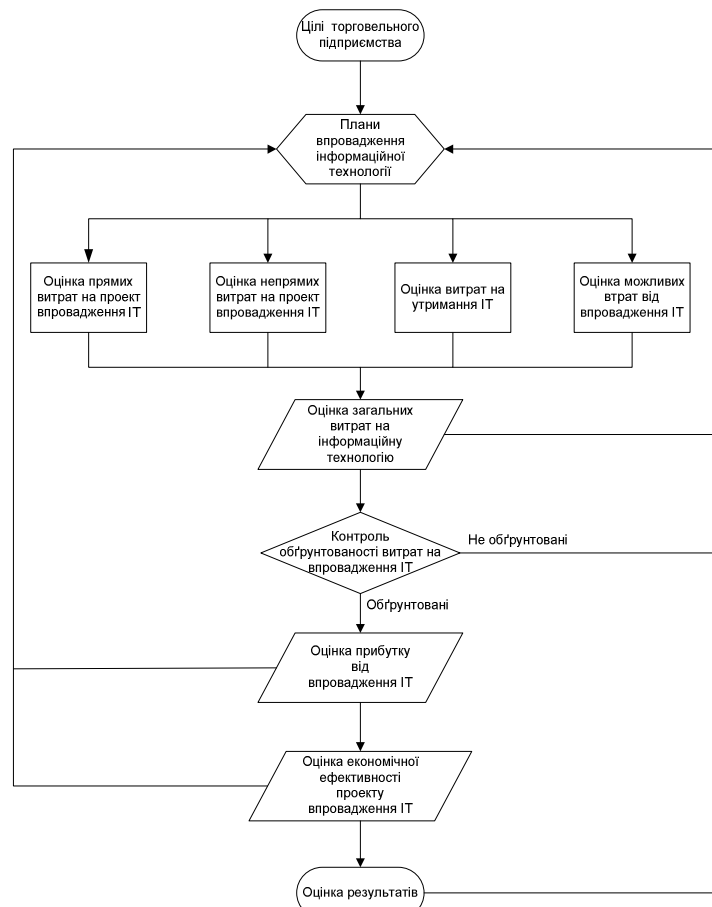 Цілі торговельного
підприємства
Плани
впровадження
інформаційної
технології
Оцінка прямих
витрат на проект
впровадження ІТ
Оцінка непрямих
витрат на проект
впровадження ІТ
Оцінка витрат на
утримання ІТ
Оцінка можливих
втрат від
впровадження ІТ
Оцінка загальних
витрат на
інформаційну
технологію
Контроль
обґрунтованості витрат на
впровадження ІТ
Не обґрунтовані
Обґрунтовані
Оцінка прибутку
від
впровадження ІТ
Оцінка економічної
ефективності
проекту
впровадження ІТ
Оцінка результатів